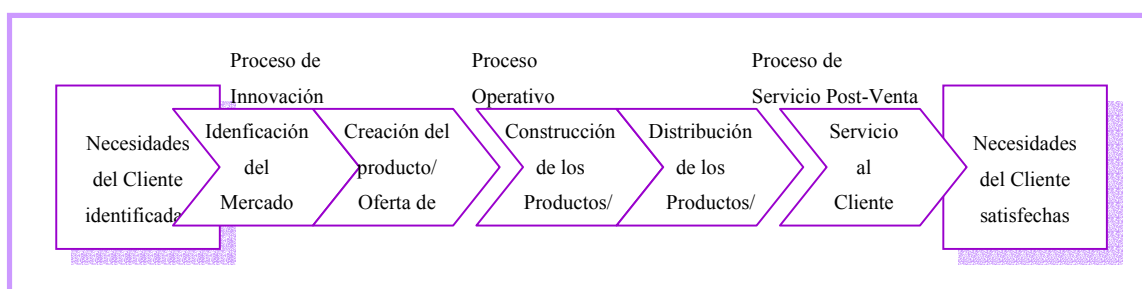 Proceso de
Innovación
Proceso
Operativo
Proceso de
Servicio Post-Venta
Necesidades
del Cliente
identificada
Idenficación
del
Mercado
Creación del
producto/
Oferta de
Construcción
de los
Productos/
Distribución
de los
Productos/
Servicio
al
Cliente
Necesidades
del Cliente
satisfechas